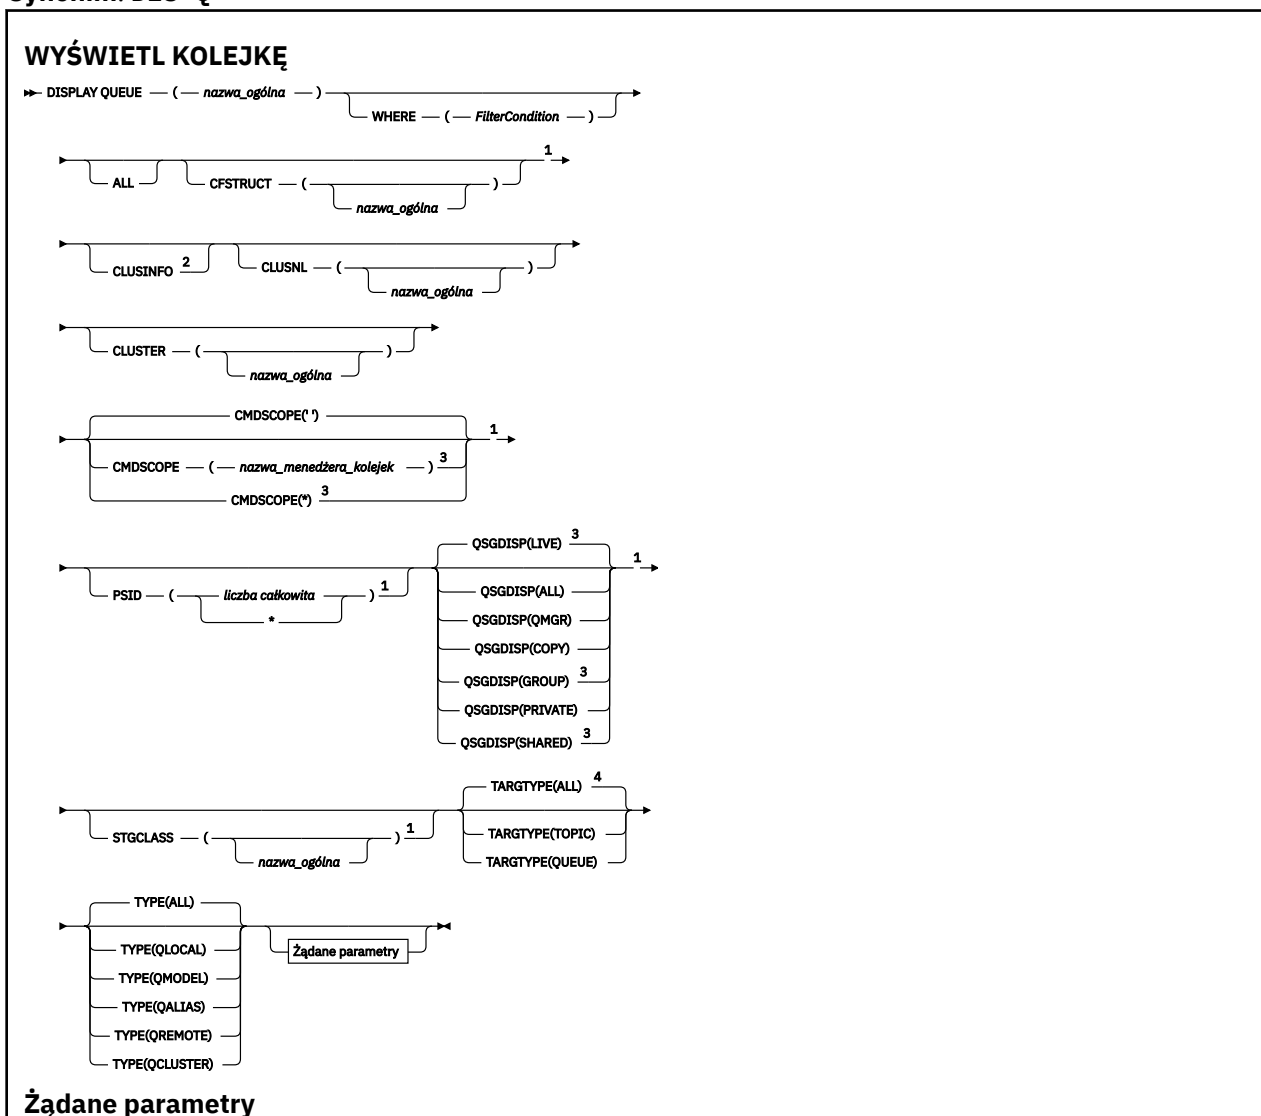 WYŚWIETL KOLEJKĘ
DISPLAY QUEUE ( nazwa_ogólna )
WHERE ( FilterCondition )
1
ALL CFSTRUCT ( )
nazwa_ogólna
CLUSINFO 2 CLUSNL ( )
nazwa_ogólna
CLUSTER ( )
nazwa_ogólna
CMDSCOPE(' ')
1
CMDSCOPE ( nazwa_menedżera_kolejek ) 3
CMDSCOPE(*) 3
QSGDISP(LIVE) 3
1
PSID ( liczba całkowita ) 1 QSGDISP(ALL)
* QSGDISP(QMGR)
QSGDISP(COPY)
QSGDISP(GROUP) 3
QSGDISP(PRIVATE)
QSGDISP(SHARED) 3
TARGTYPE(ALL) 4
STGCLASS ( ) 1 TARGTYPE(TOPIC)
nazwa_ogólna TARGTYPE(QUEUE)
TYPE(ALL)
TYPE(QLOCAL) Żądane parametry
TYPE(QMODEL)
TYPE(QALIAS)
TYPE(QREMOTE)
TYPE(QCLUSTER)
Żądane parametry